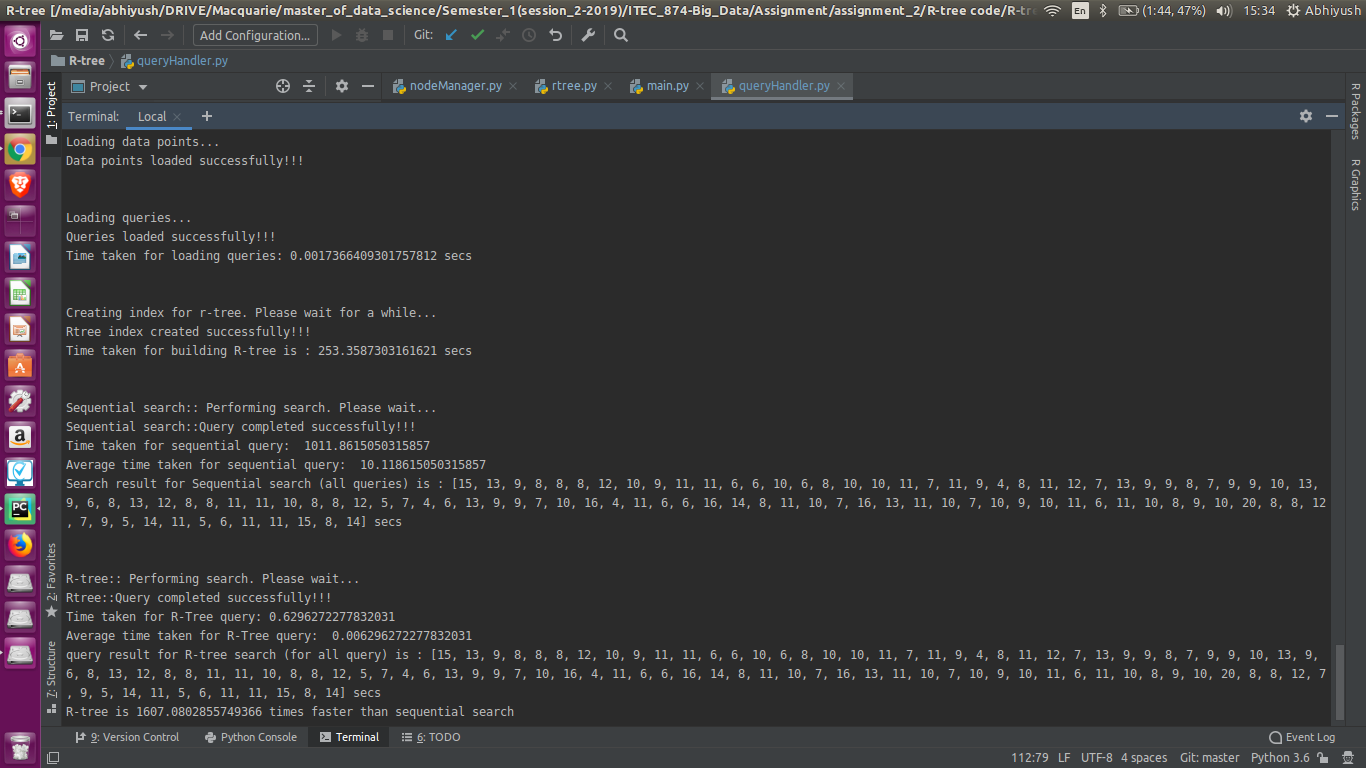 R-tree [/media/abhiyush/DRIVE/Macquarie/master_of_data_science/Semester_1(session_2-2019)/ITEC_874-Big_Data/Assignment/assignment_2/R-tree code/R-tre
En
(1:44, 47%)
15:34
Abhiyush
Add Configuration...
Git:
R-tree
queryHandler.py
1: Project
Project
nodeManager.py
rtree.py
main.py
queryHandler.py
R Packages
R Graphics
Terminal:
Local
Loading data points...
Data points loaded successfully!!!
Loading queries...
Queries loaded successfully!!!
Time taken for loading queries: 0.0017366409301757812 secs
Creating index for r-tree. Please wait for a while...
Rtree index created successfully!!!
Time taken for building R-tree is : 253.3587303161621 secs
Sequential search:: Performing search. Please wait...
Sequential search::Query completed successfully!!!
Time taken for sequential query:  1011.8615050315857
Average time taken for sequential query:  10.118615050315857
Search result for Sequential search (all queries) is : [15, 13, 9, 8, 8, 8, 12, 10, 9, 11, 11, 6, 6, 10, 6, 8, 10, 10, 11, 7, 11, 9, 4, 8, 11, 12, 7, 13, 9, 9, 8, 7, 9, 9, 10, 13,
9, 6, 8, 13, 12, 8, 8, 11, 11, 10, 8, 8, 12, 5, 7, 4, 6, 13, 9, 9, 7, 10, 16, 4, 11, 6, 6, 16, 14, 8, 11, 10, 7, 16, 13, 11, 10, 7, 10, 9, 10, 11, 6, 11, 10, 8, 9, 10, 20, 8, 8, 12
, 7, 9, 5, 14, 11, 5, 6, 11, 11, 15, 8, 14] secs
R-tree:: Performing search. Please wait...
Rtree::Query completed successfully!!!
Time taken for R-Tree query: 0.6296272277832031
Average time taken for R-Tree query:  0.006296272277832031
query result for R-tree search (for all query) is : [15, 13, 9, 8, 8, 8, 12, 10, 9, 11, 11, 6, 6, 10, 6, 8, 10, 10, 11, 7, 11, 9, 4, 8, 11, 12, 7, 13, 9, 9, 8, 7, 9, 9, 10, 13, 9,
6, 8, 13, 12, 8, 8, 11, 11, 10, 8, 8, 12, 5, 7, 4, 6, 13, 9, 9, 7, 10, 16, 4, 11, 6, 6, 16, 14, 8, 11, 10, 7, 16, 13, 11, 10, 7, 10, 9, 10, 11, 6, 11, 10, 8, 9, 10, 20, 8, 8, 12, 7
, 9, 5, 14, 11, 5, 6, 11, 11, 15, 8, 14] secs
R-tree is 1607.0802855749366 times faster than sequential search
2: Favorites
7: Structure
9: Version Control
Python Console
Terminal
6: TODO
Event Log
112:79
LF
UTF-8
4 spaces
Git: master
Python 3.6